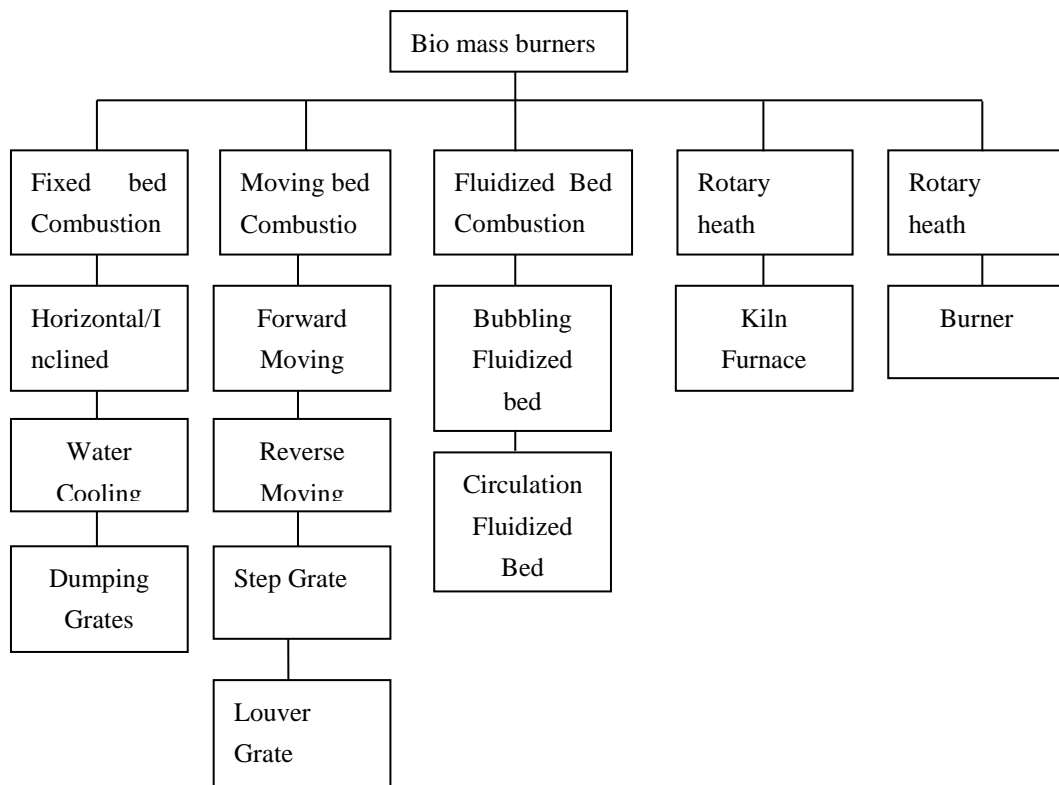 Bio mass burners
Fixed bed
Combustion
Moving bed
Combustio
Fluidized Bed
Combustion
Rotary
heath
Rotary
heath
Horizontal/I
nclined
Forward
Moving
Bubbling
Fluidized
bed
Kiln
Furnace
Burner
Water
Cooling
Reverse
Moving
Circulation
Fluidized
Bed
Dumping
Grates
Step Grate
Louver
Grate